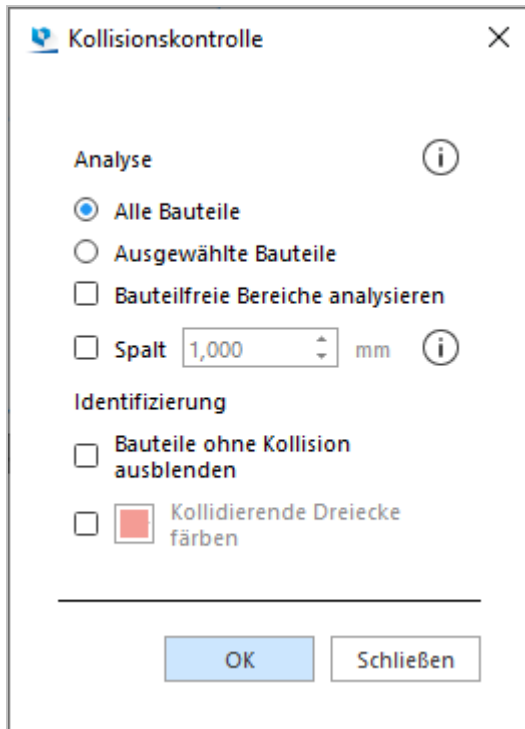 Kollisionskontrolle
Analyse
Alle Bauteile
Ausgewählte Bauteile
Bauteilfreie Bereiche analysieren
Spalt 1,000 mm
Identifizierung
Bauteile ohne Kollision
ausblenden
Kollidierende Dreiecke
färben
OK Schließen